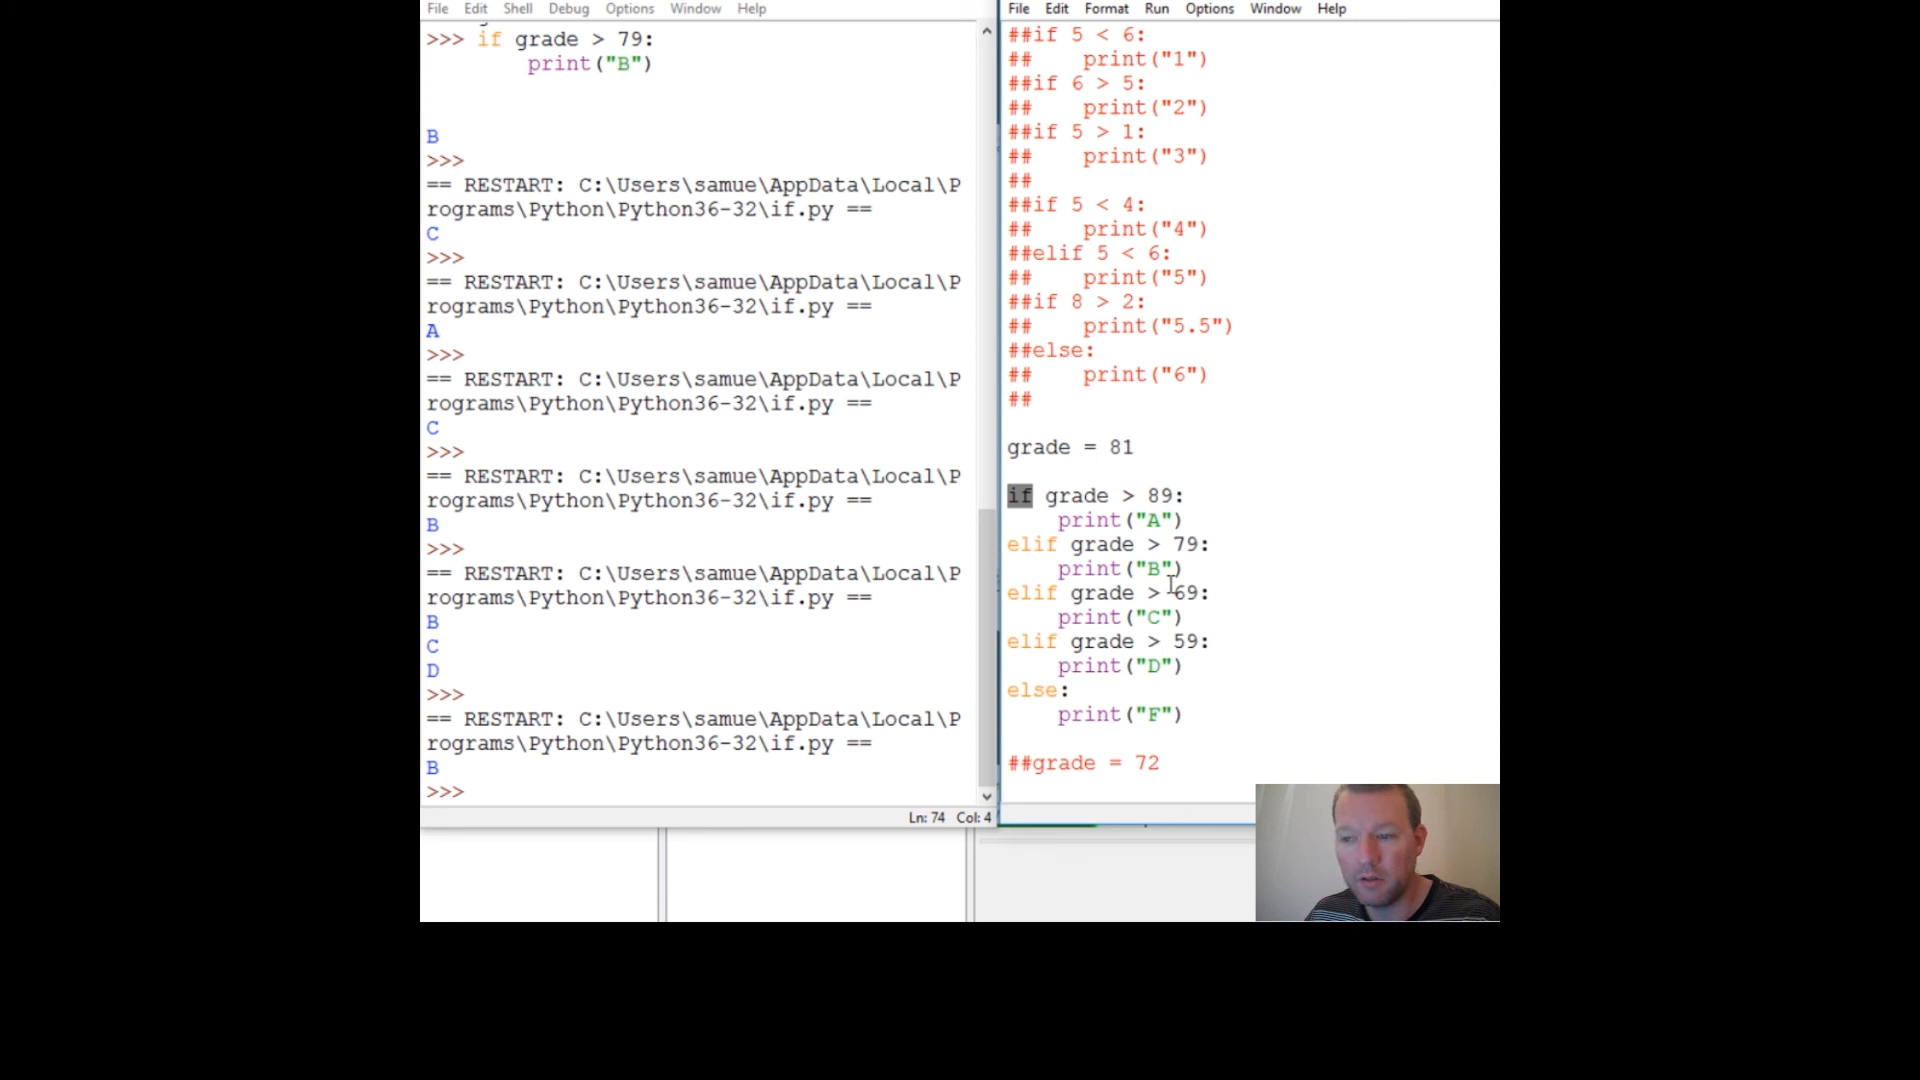 File Edit Shell Debug Options Window Help
>>> if grade > 79:
print("B")
B
>>>
== RESTART: C:\Users\samue\AppData\Local\P
rograms\Python\Python36-32\if.py ==
C
>>>
== RESTART: C:\Users\samue\AppData\Local\P
rograms\Python\Python36-32\if.py ==
A
>>>
== RESTART: C:\Users\samue\AppData\Local\P
rograms\Python\Python36-32\if.py ==
C
>>>
== RESTART: C:\Users\samue\AppData\Local\P
rograms\Python\Python36-32\if.py ==
B
>>>
== RESTART: C:\Users\samue\AppData\Local\P
rograms\Python\Python36-32\if.py ==
B
C
D
>>>
== RESTART: C:\Users\samue\AppData\Local\P
rograms\Python\Python36-32\if.py ==
B
>>>
Ln: 74 Col: 4
File Edit Format Run Options Window Help
##if 5 < 6:
##    print("1")
##if 6 > 5:
##    print("2")
##if 5 > 1:
##    print("3")
##
##if 5 < 4:
##    print("4")
##elif 5 < 6:
##    print("5")
##if 8 > 2:
##    print("5.5")
##else:
##    print("6")
##
grade = 81
if grade > 89:
print("A")
elif grade > 79:
print("B")
elif grade > 69:
print("C")
elif grade > 59:
print("D")
else:
print("F")
##grade = 72